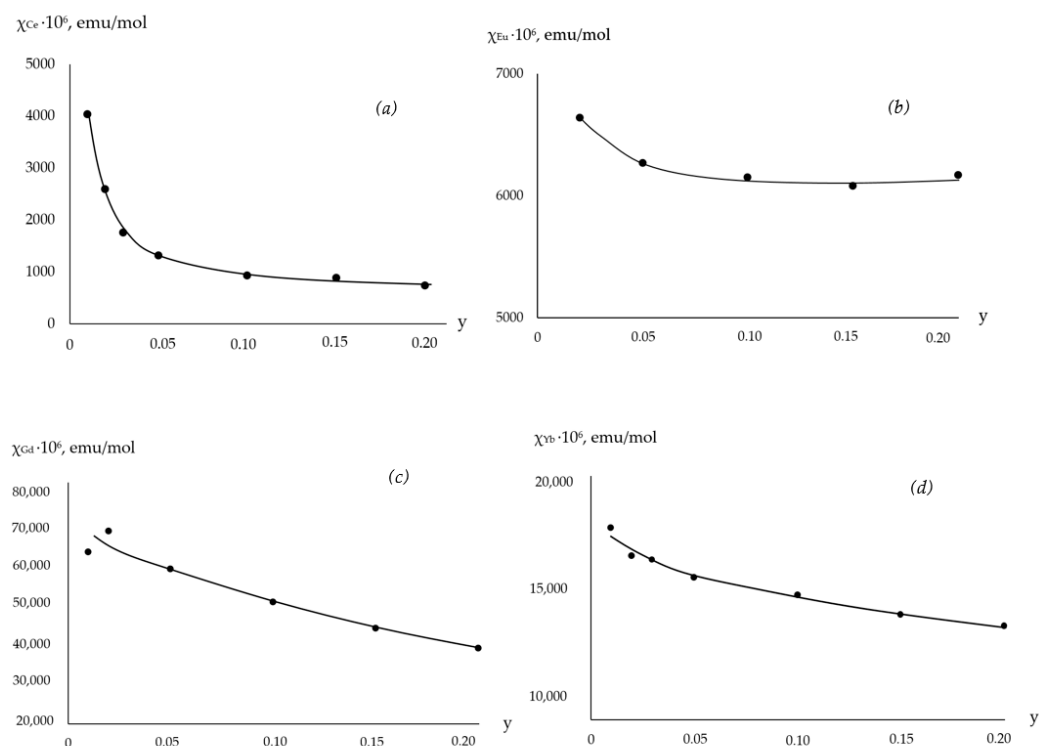 χCe·10⁶, emu/mol
(a)
5000
4000
3000
2000
1000
0
y
0 0.05 0.10 0.15 0.20
χEu·10⁶, emu/mol
(b)
7000
6000
5000
y
0 0.05 0.10 0.15 0.20
χGd·10⁶, emu/mol
(c)
80,000
70,000
60,000
50,000
40,000
30,000
20,000
y
0 0.10 0.15 0.20
χYb·10⁶, emu/mol
(d)
20,000
15,000
10,000
y
0 0.05 0.10 0.15 0.20